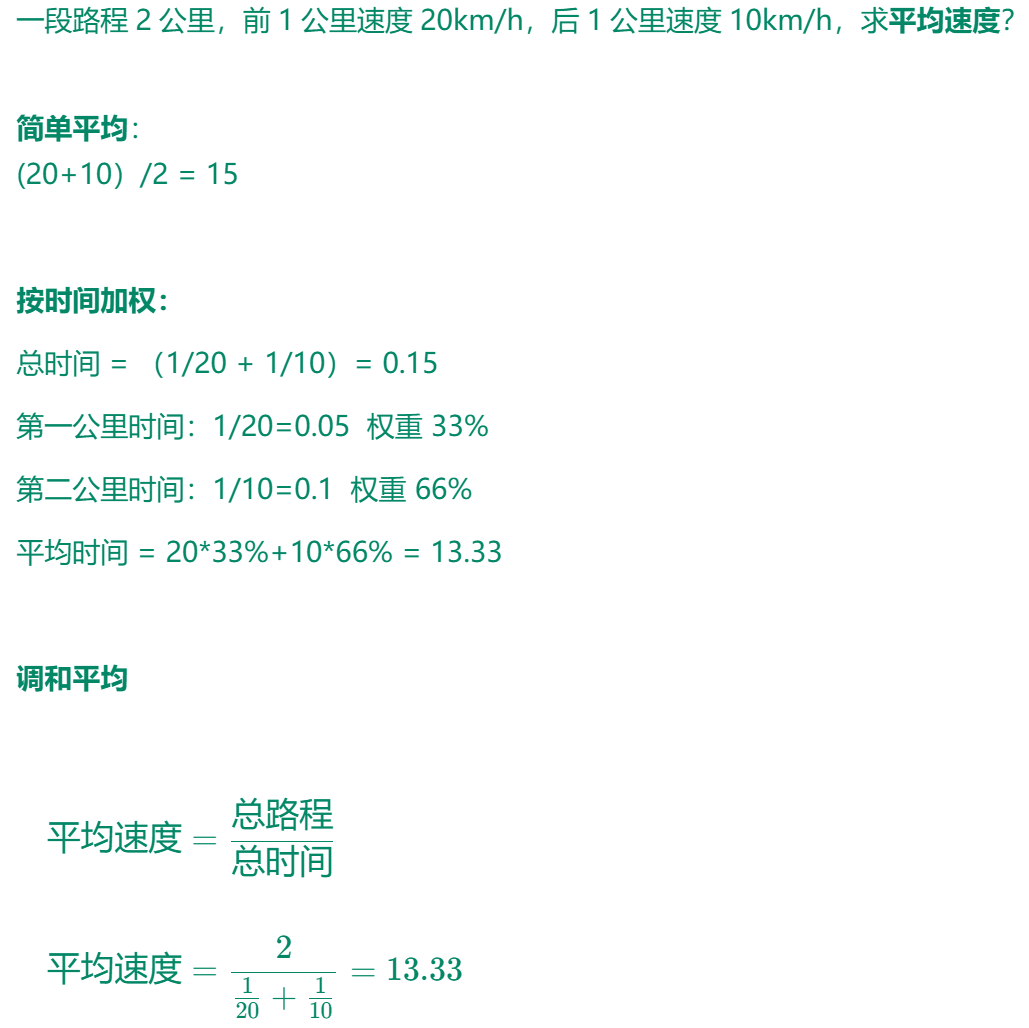 一段路程 2 公里，前 1 公里速度 20km/h，后 1 公里速度 10km/h，求平均速度？
简单平均：
(20+10）/2 = 15
按时间加权：
总时间 = （1/20 + 1/10）= 0.15
第一公里时间：1/20=0.05 权重 33%
第二公里时间：1/10=0.1 权重 66%
平均时间 = 20*33%+10*66% = 13.33
调和平均
平均速度 = 总路程/总时间
平均速度 = 2/(1/20 + 1/10) = 13.33